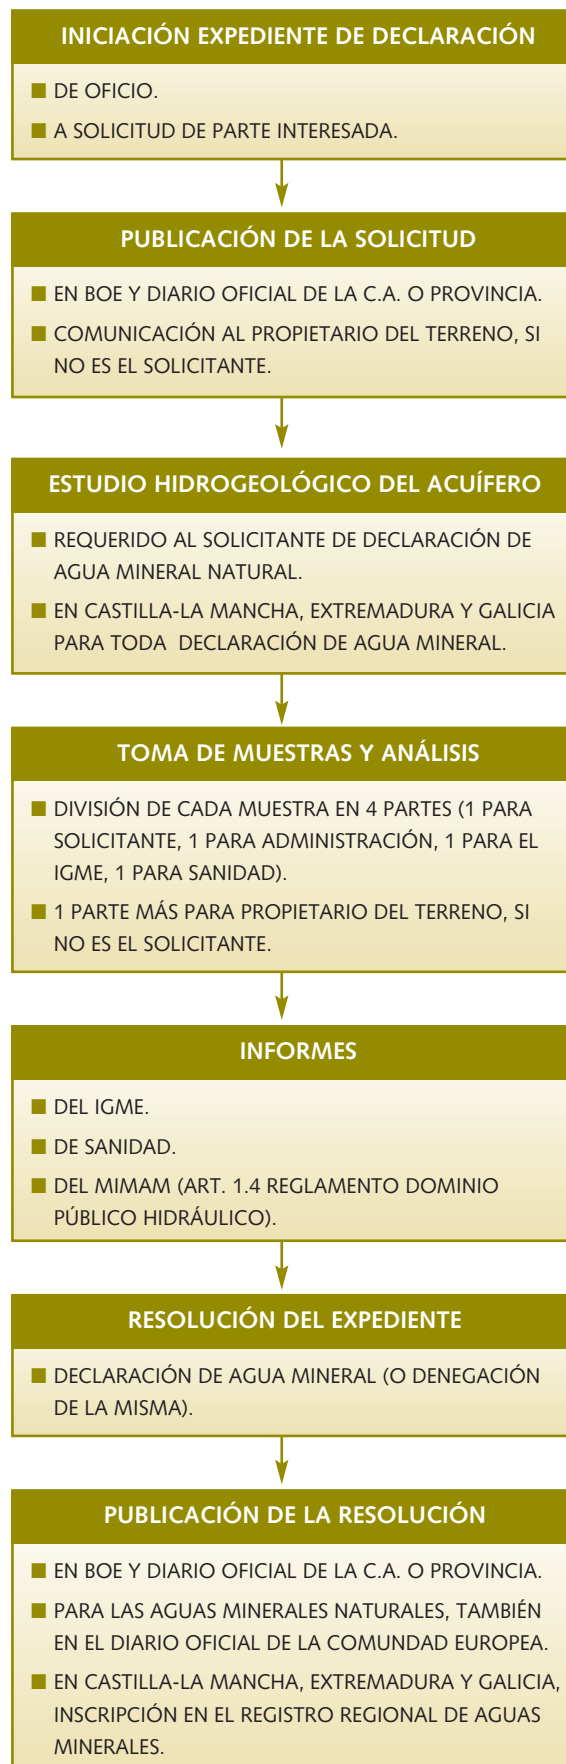 INICIACIÓN EXPEDIENTE DE DECLARACIÓN
■ DE OFICIO.
■ A SOLICITUD DE PARTE INTERESADA.
PUBLICACIÓN DE LA SOLICITUD
■ EN BOE Y DIARIO OFICIAL DE LA C.A. O PROVINCIA.
■ COMUNICACIÓN AL PROPIETARIO DEL TERRENO, SI
NO ES EL SOLICITANTE.
ESTUDIO HIDROGEOLÓGICO DEL ACUÍFERO
■ REQUERIDO AL SOLICITANTE DE DECLARACIÓN DE
AGUA MINERAL NATURAL.
■ EN CASTILLA-LA MANCHA, EXTREMADURA Y GALICIA
PARA TODA DECLARACIÓN DE AGUA MINERAL.
TOMA DE MUESTRAS Y ANÁLISIS
■ DIVISIÓN DE CADA MUESTRA EN 4 PARTES (1 PARA
SOLICITANTE, 1 PARA ADMINISTRACIÓN, 1 PARA EL
IGME, 1 PARA SANIDAD).
■ 1 PARTE MÁS PARA PROPIETARIO DEL TERRENO, SI
NO ES EL SOLICITANTE.
INFORMES
■ DEL IGME.
■ DE SANIDAD.
■ DEL MIMAM (ART. 1.4 REGLAMENTO DOMINIO
PÚBLICO HIDRÁULICO).
RESOLUCIÓN DEL EXPEDIENTE
■ DECLARACIÓN DE AGUA MINERAL (O DENEGACIÓN
DE LA MISMA).
PUBLICACIÓN DE LA RESOLUCIÓN
■ EN BOE Y DIARIO OFICIAL DE LA C.A. O PROVINCIA.
■ PARA LAS AGUAS MINERALES NATURALES, TAMBIÉN
EN EL DIARIO OFICIAL DE LA COMUNDAD EUROPEA.
■ EN CASTILLA-LA MANCHA, EXTREMADURA Y GALICIA,
INSCRIPCIÓN EN EL REGISTRO REGIONAL DE AGUAS
MINERALES.